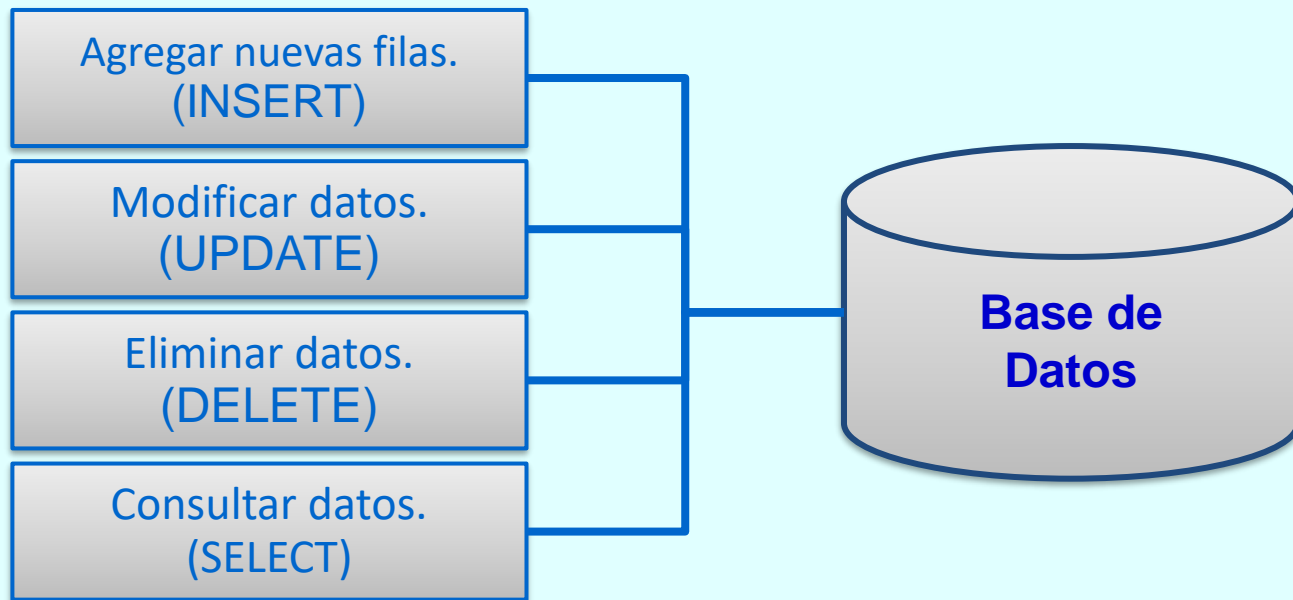 Agregar nuevas filas.
(INSERT)
Modificar datos.
(UPDATE)
Eliminar datos.
(DELETE)
Consultar datos.
(SELECT)
Base de
Datos